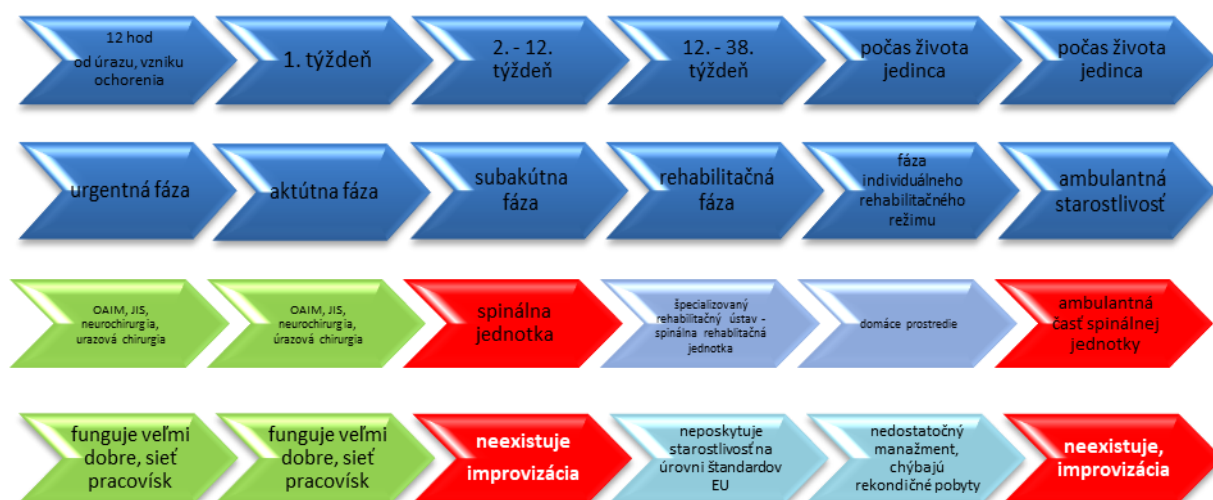 12 hod
od úrazu, vzniku
ochorenia
1. týždeň
2. - 12.
týždeň
12. - 38.
týždeň
počas života
jedinca
počas života
jedinca
urgentná fáza
aktútna fáza
subakútna
fáza
rehabilitačná
fáza
fáza
individuálneho
rehabilitačného
režimu
ambulantná
starostlivosť
OAIM, JIS,
neurochirurgia,
urazová chirurgia
OAIM, JIS,
neurochirurgia,
úrazová chirurgia
spinálna
jednotka
špecializovaný
rehabilitačný ústav -
spinálna rehablitačná
jednotka
domáce prostredie
ambulantná
časť spinálnej
jednotky
funguje veľmi
dobre, sieť
pracovísk
funguje veľmi
dobre, sieť
pracovísk
neexistuje
improvizácia
neposkytuje
starostlivosť na
úrovni štandardov
EU
nedostatočný
manažment,
chýbajú
rekondičné pobyty
neexistuje,
improvizácia